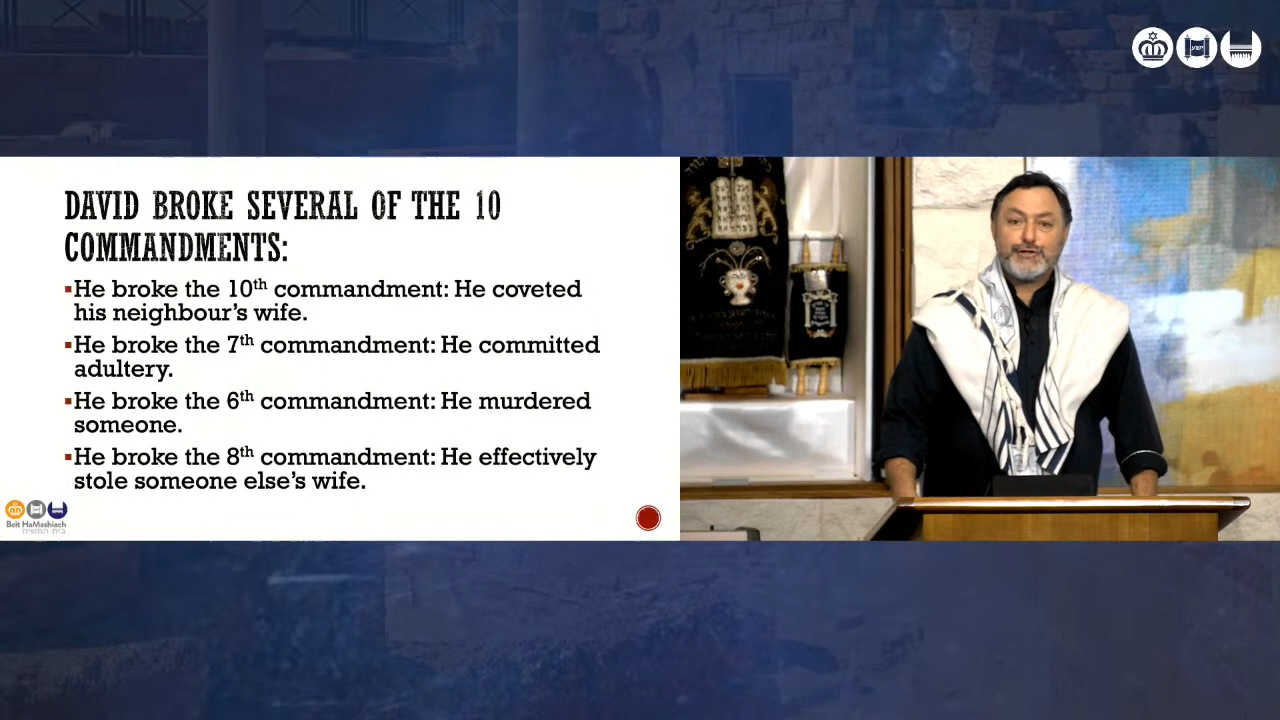 DAVID BROKE SEVERAL OF THE 10
COMMANDMENTS:
▪He broke the 10th commandment: He coveted
his neighbour's wife.
▪He broke the 7th commandment: He committed
adultery.
▪He broke the 6th commandment: He murdered
someone.
▪He broke the 8th commandment: He effectively
stole someone else's wife.
Beit HaMashiach
בית המשיח